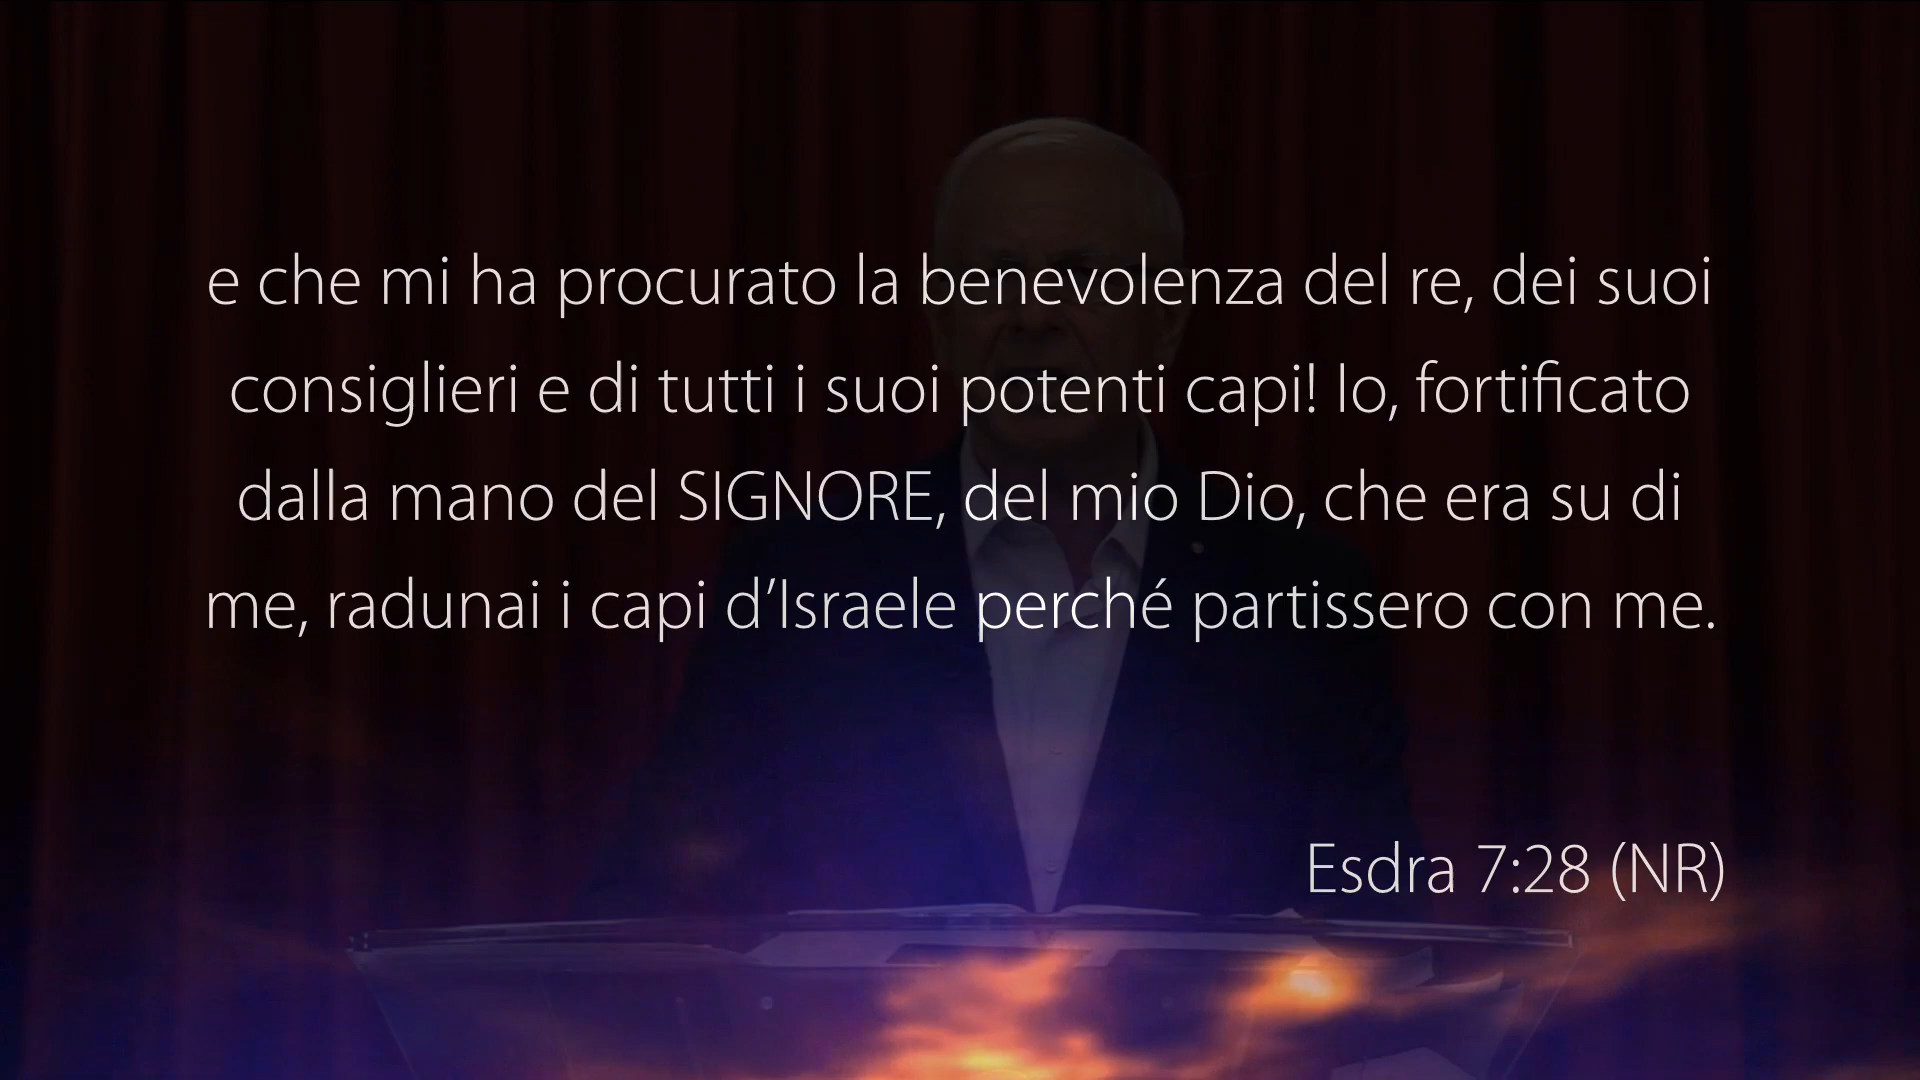 e che mi ha procurato la benevolenza del re, dei suoi
consiglieri e di tutti i suoi potenti capi! Io, fortificato
dalla mano del SIGNORE, del mio Dio, che era su di
me, radunai i capi d’Israele perché partissero con me.
Esdra 7:28 (NR)